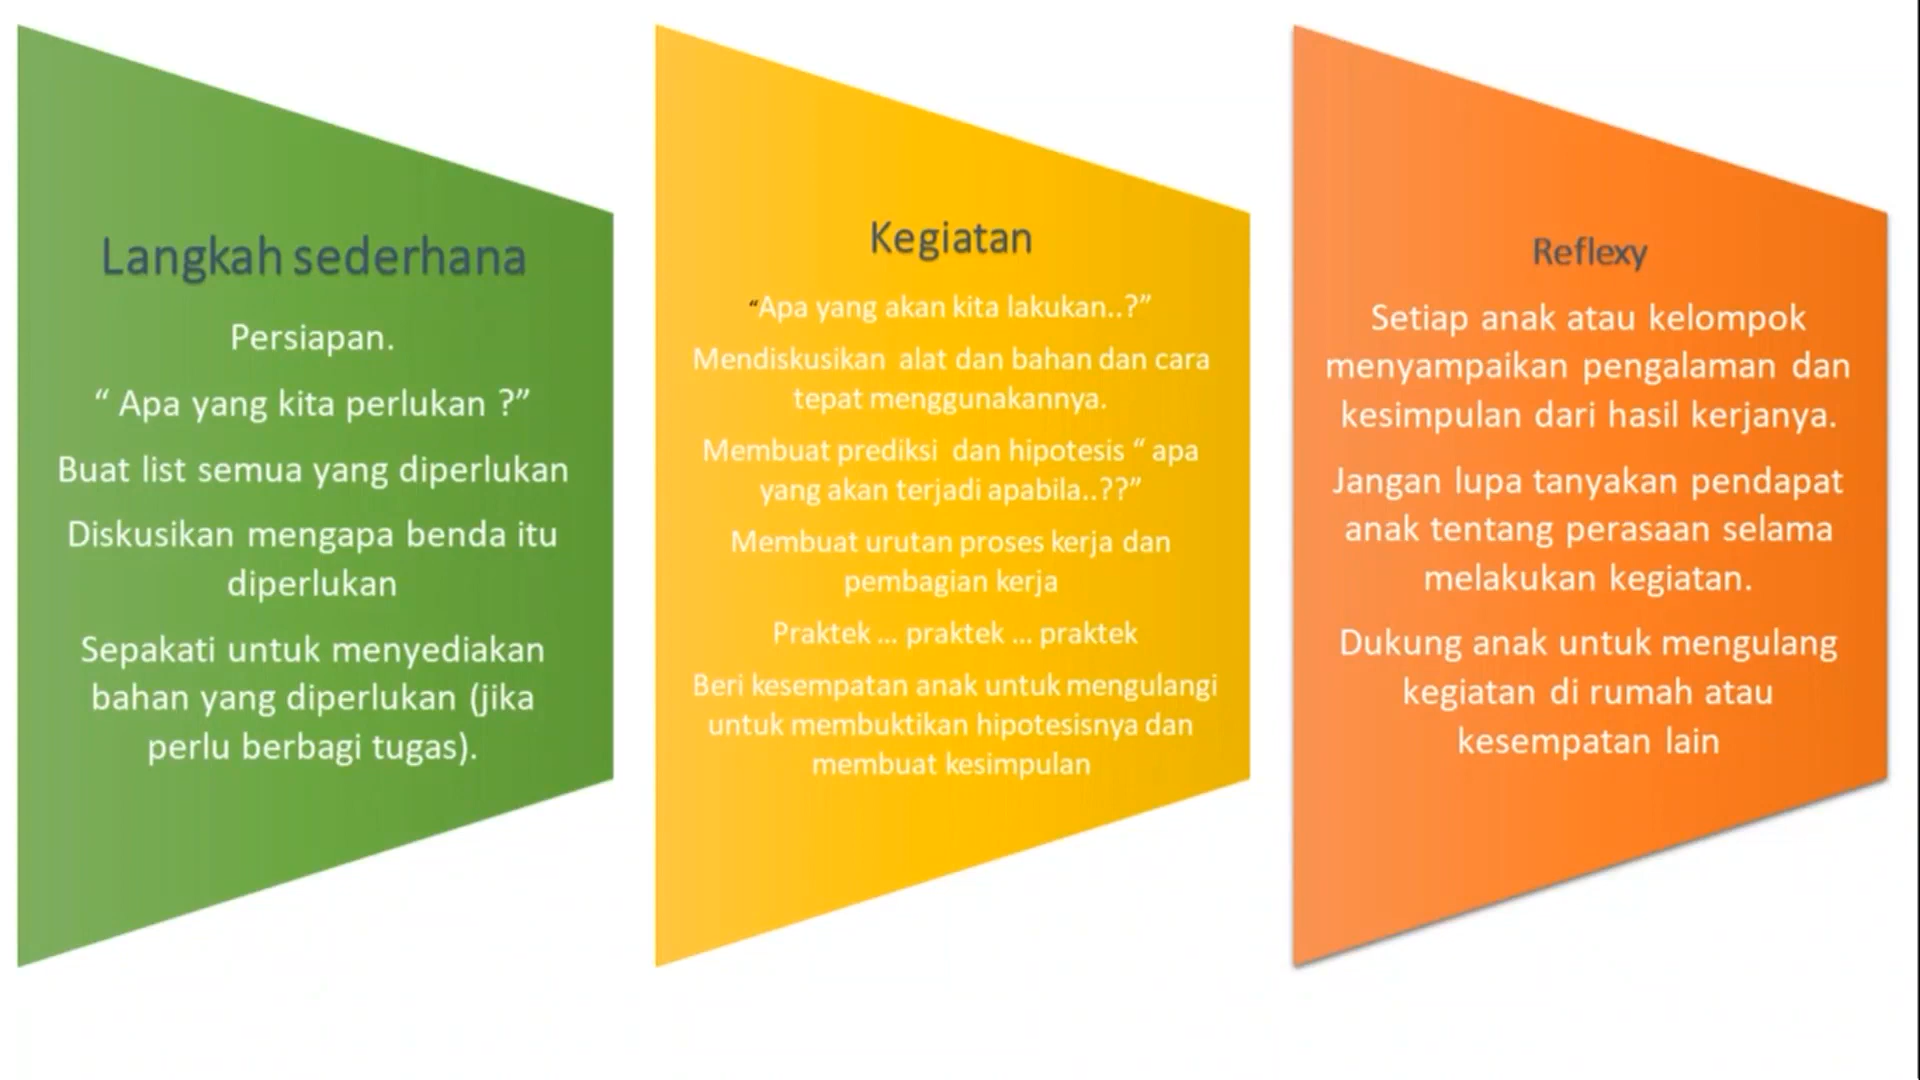 Langkah sederhana
Persiapan.
“ Apa yang kita perlukan ?”
Buat list semua yang diperlukan
Diskusikan mengapa benda itu
diperlukan
Sepakati untuk menyediakan
bahan yang diperlukan (jika
perlu berbagi tugas).
Kegiatan
“Apa yang akan kita lakukan..?”
Mendiskusikan alat dan bahan dan cara
tepat menggunakannya.
Membuat prediksi dan hipotesis “ apa
yang akan terjadi apabila..??”
Membuat urutan proses kerja dan
pembagian kerja
Praktek ... praktek ... praktek
Beri kesempatan anak untuk mengulangi
untuk membuktikan hipotesisnya dan
membuat kesimpulan
Reflexy
Setiap anak atau kelompok
menyampaikan pengalaman dan
kesimpulan dari hasil kerjanya.
Jangan lupa tanyakan pendapat
anak tentang perasaan selama
melakukan kegiatan.
Dukung anak untuk mengulang
kegiatan di rumah atau
kesempatan lain